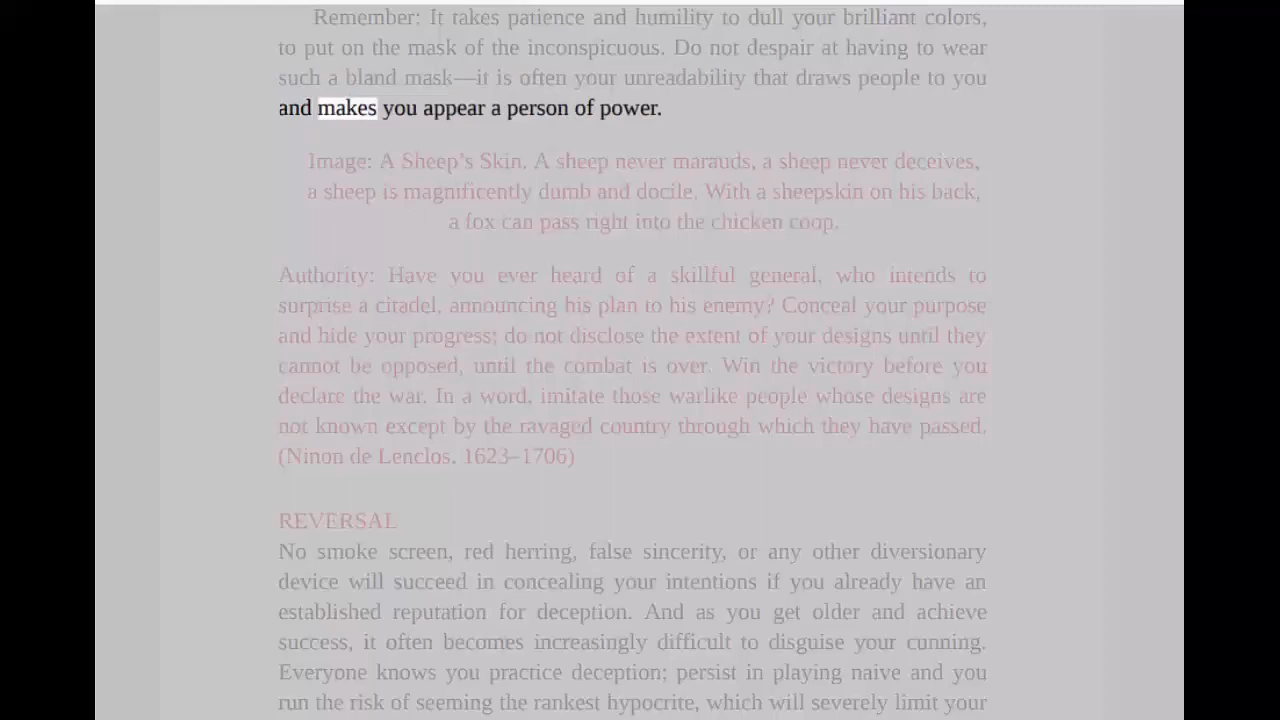 Remember: It takes patience and humility to dull your brilliant colors,
to put on the mask of the inconspicuous. Do not despair at having to wear
such a bland mask—it is often your unreadability that draws people to you
and makes you appear a person of power.
Image: A Sheep's Skin. A sheep never marauds, a sheep never deceives,
a sheep is magnificently dumb and docile. With a sheepskin on his back,
a fox can pass right into the chicken coop.
Authority: Have you ever heard of a skillful general, who intends to
surprise a citadel, announcing his plan to his enemy? Conceal your purpose
and hide your progress; do not disclose the extent of your designs until they
cannot be opposed, until the combat is over. Win the victory before you
declare the war. In a word, imitate those warlike people whose designs are
not known except by the ravaged country through which they have passed.
(Ninon de Lenclos, 1623–1706)
REVERSAL
No smoke screen, red herring, false sincerity, or any other diversionary
device will succeed in concealing your intentions if you already have an
established reputation for deception. And as you get older and achieve
success, it often becomes increasingly difficult to disguise your cunning.
Everyone knows you practice deception; persist in playing naive and you
run the risk of seeming the rankest hypocrite, which will severely limit your